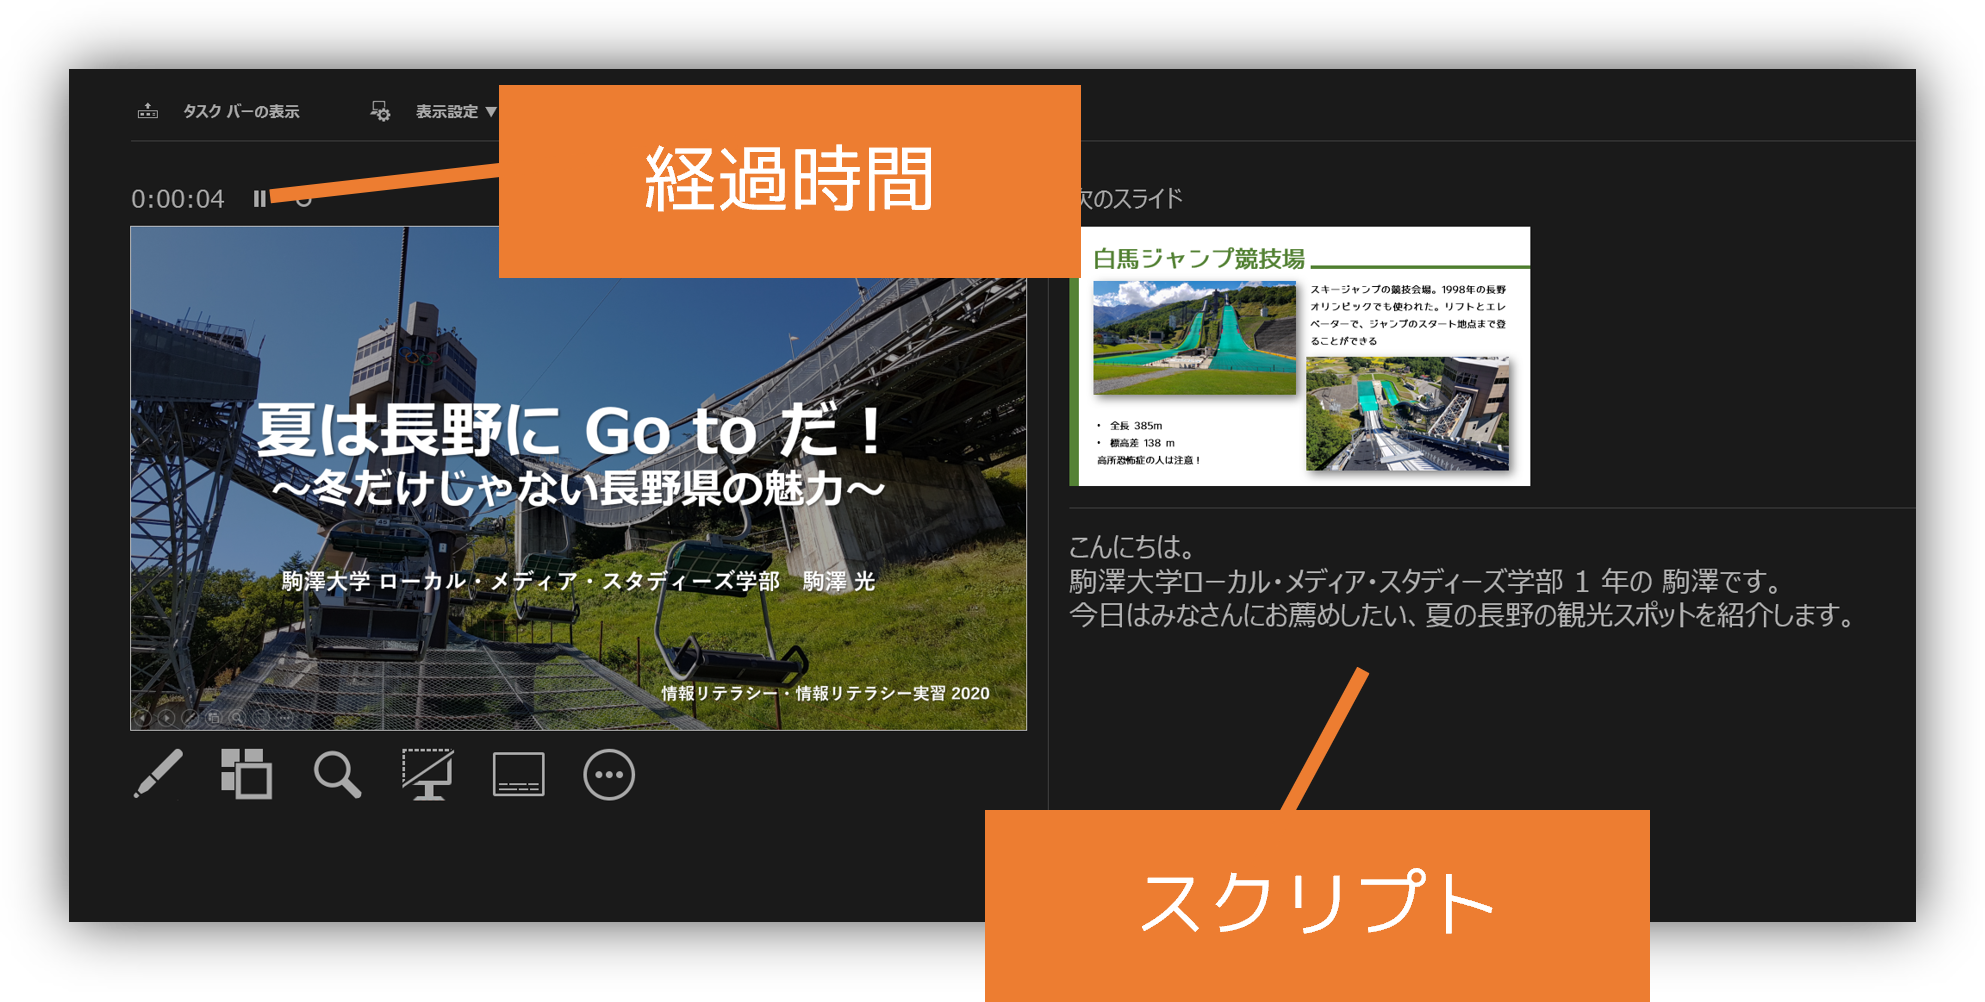 タスク バーの表示
表示設定 ▼
経過時間
0:00:04
次のスライド
夏は長野に Go to だ！
～冬だけじゃない長野県の魅力～
駒澤大学 ローカル・メディア・スタディーズ学部　駒澤 光
情報リテラシー・情報リテラシー実習 2020
白馬ジャンプ競技場
スキージャンプの競技会場。1998年の長野
オリンピックでも使われた。リフトとエレ
ベーターで、ジャンプのスタート地点まで登
ることができる
・ 全長 385m
・ 標高差 138 m
高所恐怖症の人は注意！
こんにちは。
駒澤大学ローカル・メディア・スタディーズ学部 1 年の 駒澤です。
今日はみなさんにお薦めしたい、夏の長野の観光スポットを紹介します。
スクリプト